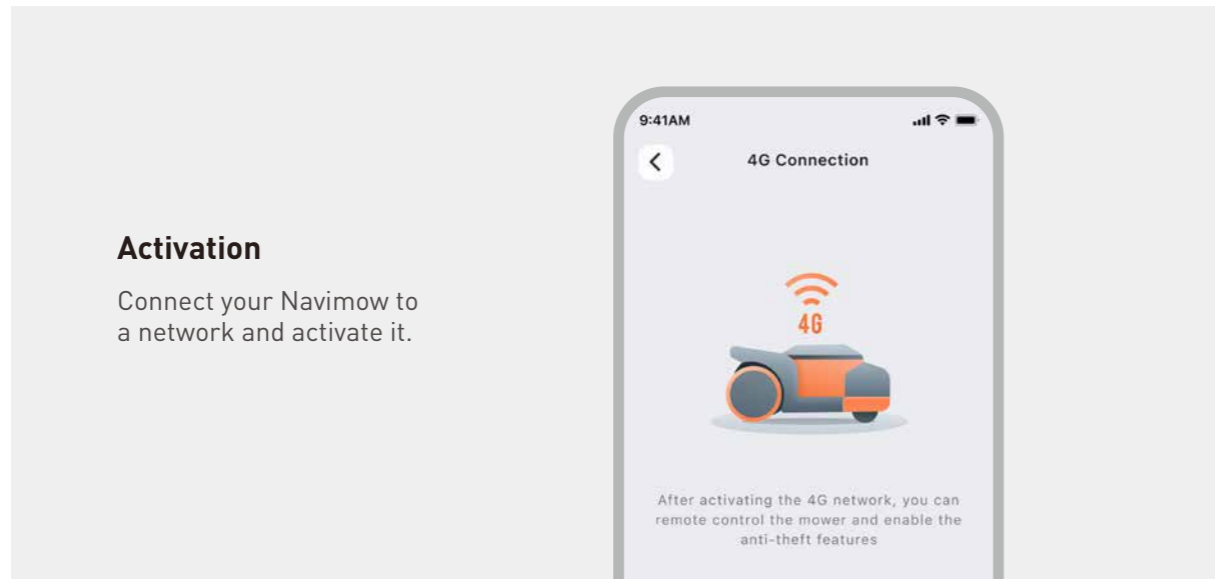 Activation
Connect your Navimow to
a network and activate it.
9:41AM
4G Connection
4G
After activating the 4G network, you can
remote control the mower and enable the
anti-theft features